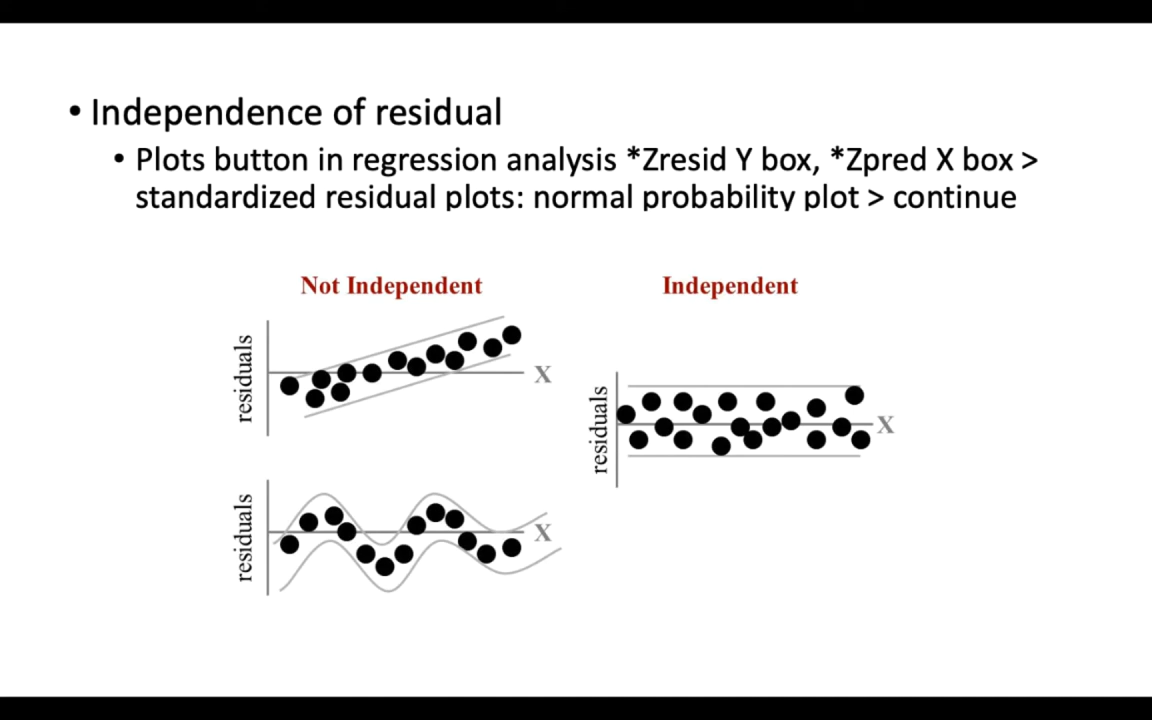 • Independence of residual
• Plots button in regression analysis *Zresid Y box, *Zpred X box >
standardized residual plots: normal probability plot > continue
Not Independent
Independent
residuals
X
residuals
X
residuals
X